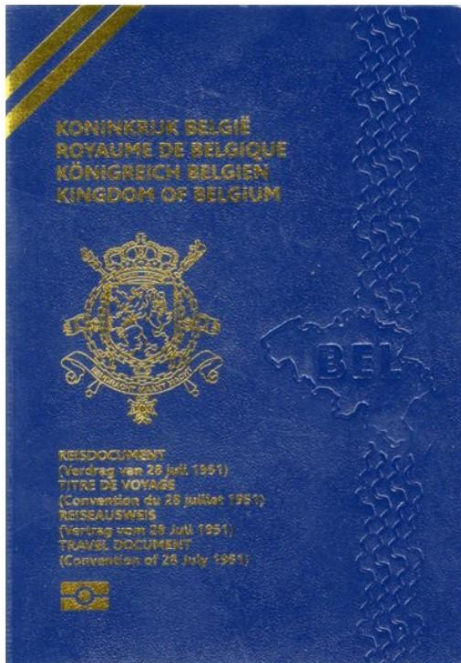 KONINKRIJK BELGIË
ROYAUME DE BELGIQUE
KÖNIGREICH BELGIEN
KINGDOM OF BELGIUM
BEL
REISDOCUMENT
(Verdrag van 28 juli 1951)
TITRE DE VOYAGE
(Convention du 28 juillet 1951)
REISEAUSWEIS
(Vertrag vom 28 Juli 1951)
TRAVEL DOCUMENT
(Convention of 28 July 1951)